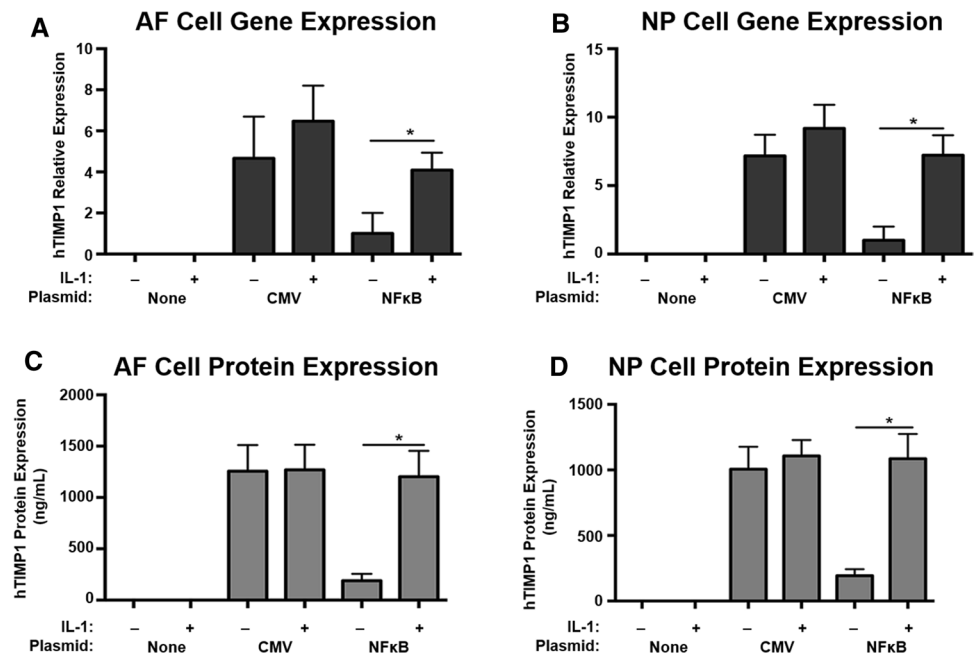 A
AF Cell Gene Expression
hTIMP1 Relative Expression
10
8
6
4
2
0
*
IL-1: – + – + – +
Plasmid: None CMV NFκB
B
NP Cell Gene Expression
hTIMP1 Relative Expression
15
10
5
0
*
IL-1: – + – + – +
Plasmid: None CMV NFκB
C
AF Cell Protein Expression
hTIMP1 Protein Expression
(ng/mL)
2000
1500
1000
500
0
*
IL-1: – + – + – +
Plasmid: None CMV NFκB
D
NP Cell Protein Expression
hTIMP1 Protein Expression
(ng/mL)
1500
1000
500
0
*
IL-1: – + – + – +
Plasmid: None CMV NFκB